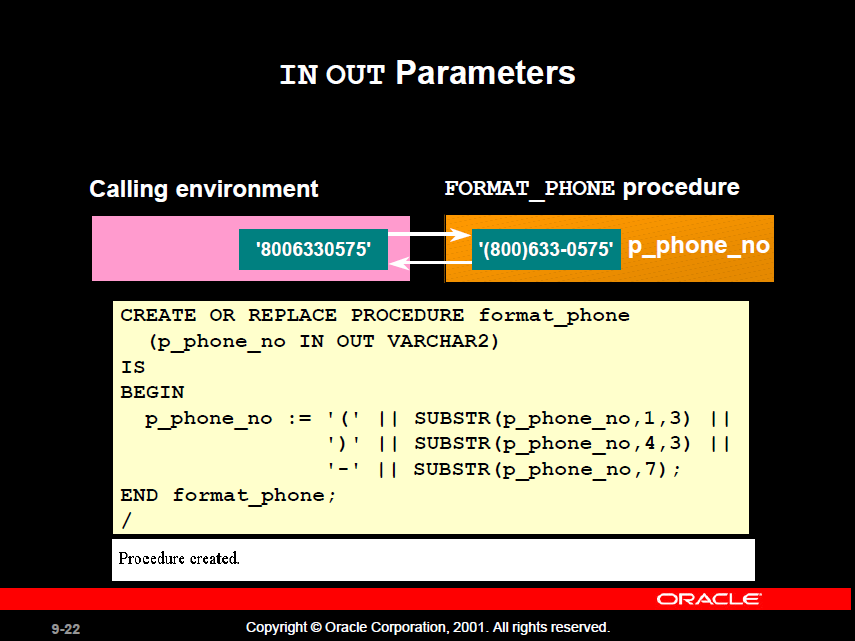 IN OUT Parameters
Calling environment
FORMAT_PHONE procedure
'8006330575'
'(800)633-0575'
p_phone_no
CREATE OR REPLACE PROCEDURE format_phone
  (p_phone_no IN OUT VARCHAR2)
IS
BEGIN
  p_phone_no := '(' || SUBSTR(p_phone_no,1,3) ||
                ')' || SUBSTR(p_phone_no,4,3) ||
                '-' || SUBSTR(p_phone_no,7);
END format_phone;
/
Procedure created.
ORACLE
9-22
Copyright © Oracle Corporation, 2001. All rights reserved.